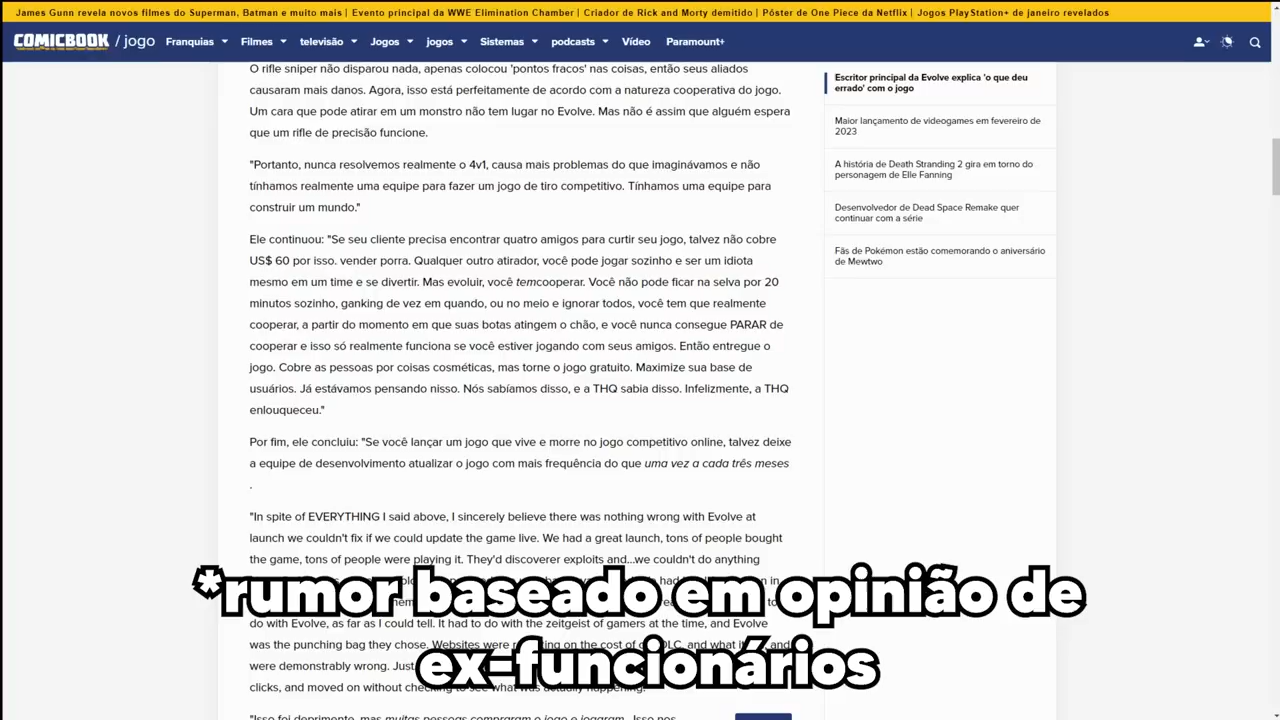 James Gunn revela novos filmes do Superman, Batman e muito mais | Evento principal da WWE Elimination Chamber | Criador de Rick and Morty demitido | Pôster de One Piece da Netflix | Jogos PlayStation+ de janeiro revelados
COMICBOOK / jogo Franquias Filmes televisão Jogos jogos Sistemas podcasts Vídeo Paramount+
O rifle sniper não disparou nada, apenas colocou 'pontos fracos' nas coisas, então seus aliados
causaram mais danos. Agora, isso está perfeitamente de acordo com a natureza cooperativa do jogo.
Um cara que pode atirar em um monstro não tem lugar no Evolve. Mas não é assim que alguém espera
que um rifle de precisão funcione.
"Portanto, nunca resolvemos realmente o 4v1, causa mais problemas do que imaginávamos e não
tínhamos realmente uma equipe para fazer um jogo de tiro competitivo. Tínhamos uma equipe para
construir um mundo."
Ele continuou: "Se seu cliente precisa encontrar quatro amigos para curtir seu jogo, talvez não cobre
US$ 60 por isso. vender porra. Qualquer outro atirador, você pode jogar sozinho e ser um idiota
mesmo em um time e se divertir. Mas evoluir, você temcooperar. Você não pode ficar na selva por 20
minutos sozinho, ganking de vez em quando, ou no meio e ignorar todos, você tem que realmente
cooperar, a partir do momento em que suas botas atingem o chão, e você nunca consegue PARAR de
cooperar e isso só realmente funciona se você estiver jogando com seus amigos. Então entregue o
jogo. Cobre as pessoas por coisas cosméticas, mas torne o jogo gratuito. Maximize sua base de
usuários. Já estávamos pensando nisso. Nós sabíamos disso, e a THQ sabia disso. Infelizmente, a THQ
enlouqueceu."
Por fim, ele concluiu: "Se você lançar um jogo que vive e morre no jogo competitivo online, talvez deixe
a equipe de desenvolvimento atualizar o jogo com mais frequência do que uma vez a cada três meses
.
"In spite of EVERYTHING I said above, I sincerely believe there was nothing wrong with Evolve at
launch we couldn't fix if we could update the game live. We had a great launch, tons of people bought
the game, tons of people were playing it. They'd discoverer exploits and...we couldn't do anything
do with Evolve, as far as I could tell. It had to do with the zeitgeist of gamers at the time, and Evolve
was the punching bag they chose. Websites were on the cost of DLC, and what
were demonstrably wrong.
clicks, and moved on without checking to see what was actually happening."
"Isso foi deprimente, mas muitas pessoas compraram o jogo e jogaram. Isso nos
Escritor principal da Evolve explica 'o que deu
errado' com o jogo
Maior lançamento de videogames em fevereiro de
2023
A história de Death Stranding 2 gira em torno do
personagem de Elle Fanning
Desenvolvedor de Dead Space Remake quer
continuar com a série
Fãs de Pokémon estão comemorando o aniversário
de Mewtwo
*rumor baseado em opinião de
ex=funcionários